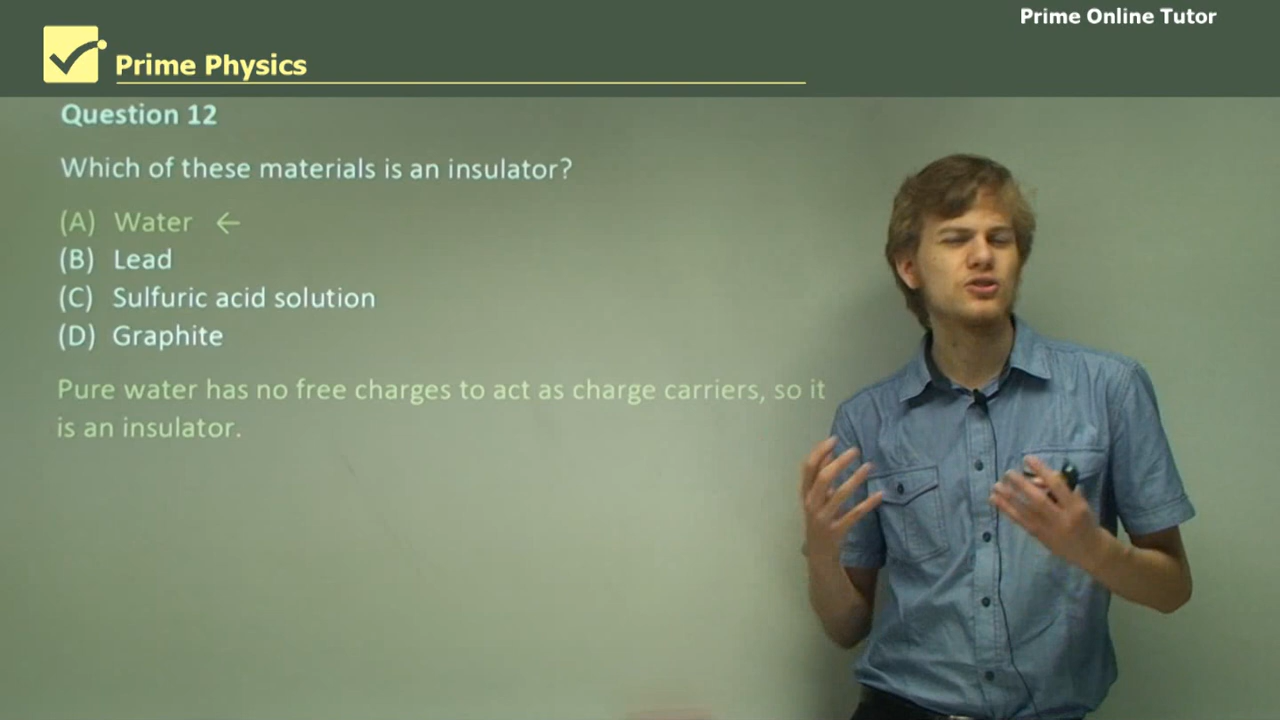 Prime Online Tutor
Prime Physics
Question 12
Which of these materials is an insulator?
(A) Water ←
(B) Lead
(C) Sulfuric acid solution
(D) Graphite
Pure water has no free charges to act as charge carriers, so it
is an insulator.